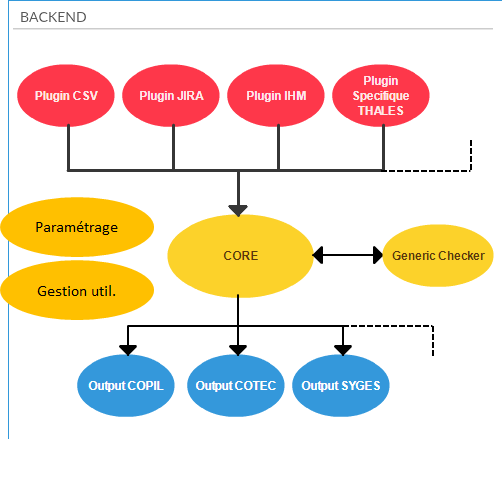 BACKEND
Plugin CSV
Plugin JIRA
Plugin IHM
Plugin
Specifique
THALES
Paramétrage
CORE
Generic Checker
Gestion util.
Output COPIL
Output COTEC
Output SYGES